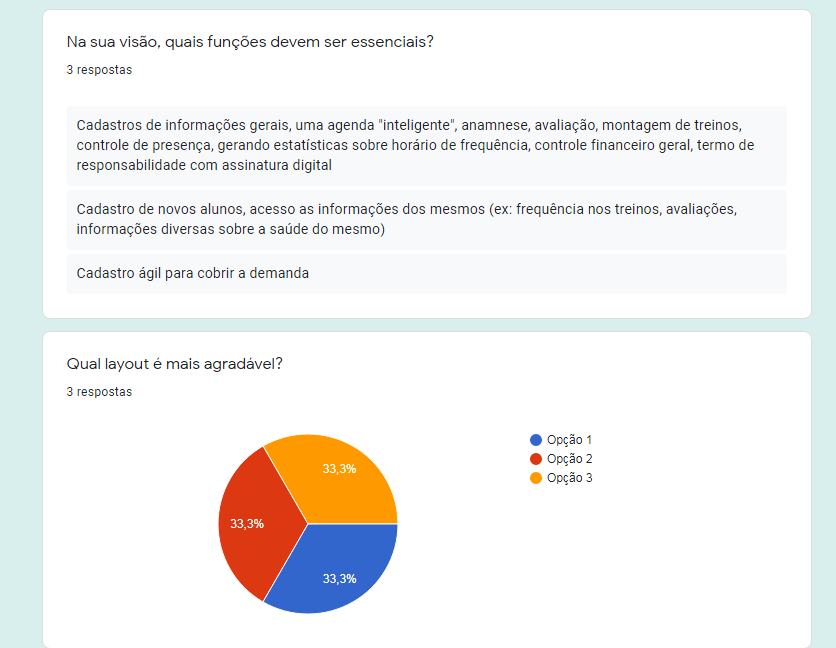 Na sua visão, quais funções devem ser essenciais?
3 respostas
Cadastros de informações gerais, uma agenda "inteligente", anamnese, avaliação, montagem de treinos,
controle de presença, gerando estatísticas sobre horário de frequência, controle financeiro geral, termo de
responsabilidade com assinatura digital
Cadastro de novos alunos, acesso as informações dos mesmos (ex: frequência nos treinos, avaliações,
informações diversas sobre a saúde do mesmo)
Cadastro ágil para cobrir a demanda
Qual layout é mais agradável?
3 respostas
33,3%
33,3%
33,3%
Opção 1
Opção 2
Opção 3